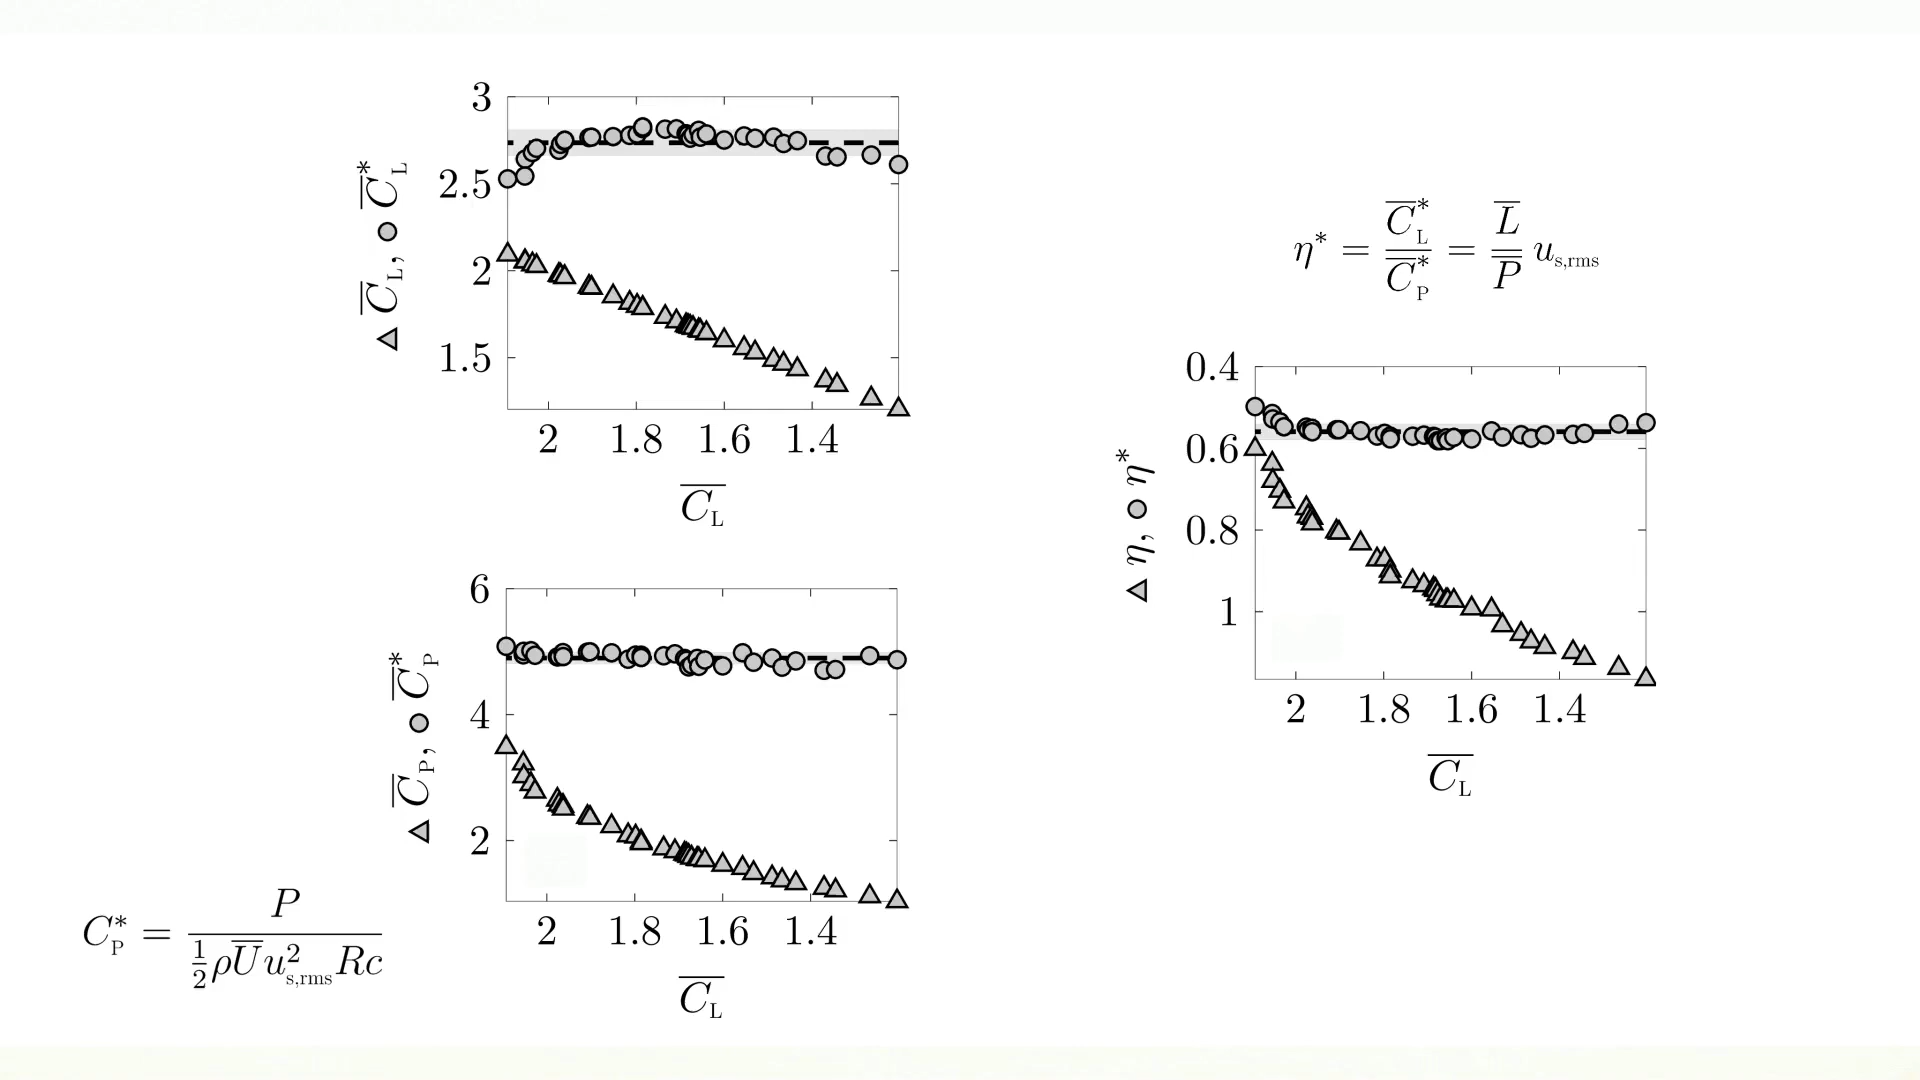 3
2.5
2
1.5
△ C̅_L, ○ C̅*_L
2 1.8 1.6 1.4
C̅_L
6
4
2
△ C̅_P, ○ C̅*_P
2 1.8 1.6 1.4
C̅_L
C*_P = P / (½ρU̅u²_s,rms Rc)
η* = C̅*_L / C̅*_P = L̅ / P̅ u_s,rms
0.4
0.6
0.8
1
△ η, ○ η*
2 1.8 1.6 1.4
C̅_L